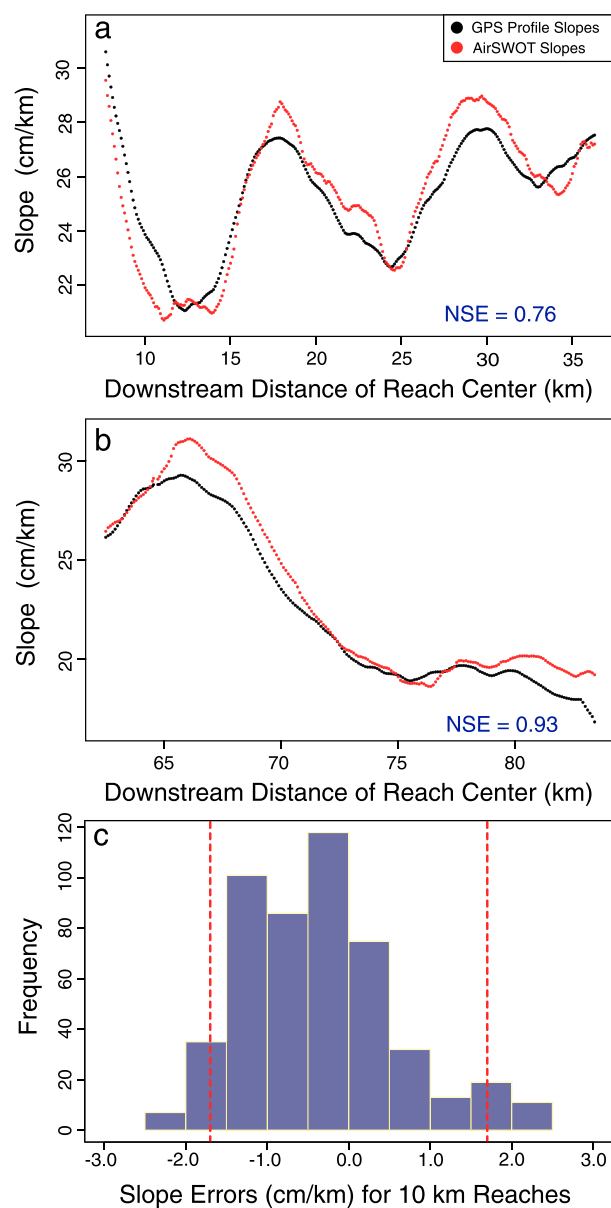 a
GPS Profile Slopes
AirSWOT Slopes
30
28
26
24
22
Slope (cm/km)
NSE = 0.76
10 15 20 25 30 35
Downstream Distance of Reach Center (km)
b
30
25
20
Slope (cm/km)
NSE = 0.93
65 70 75 80
Downstream Distance of Reach Center (km)
c
120
100
80
60
40
20
0
Frequency
-3.0 -2.0 -1.0 0.0 1.0 2.0 3.0
Slope Errors (cm/km) for 10 km Reaches